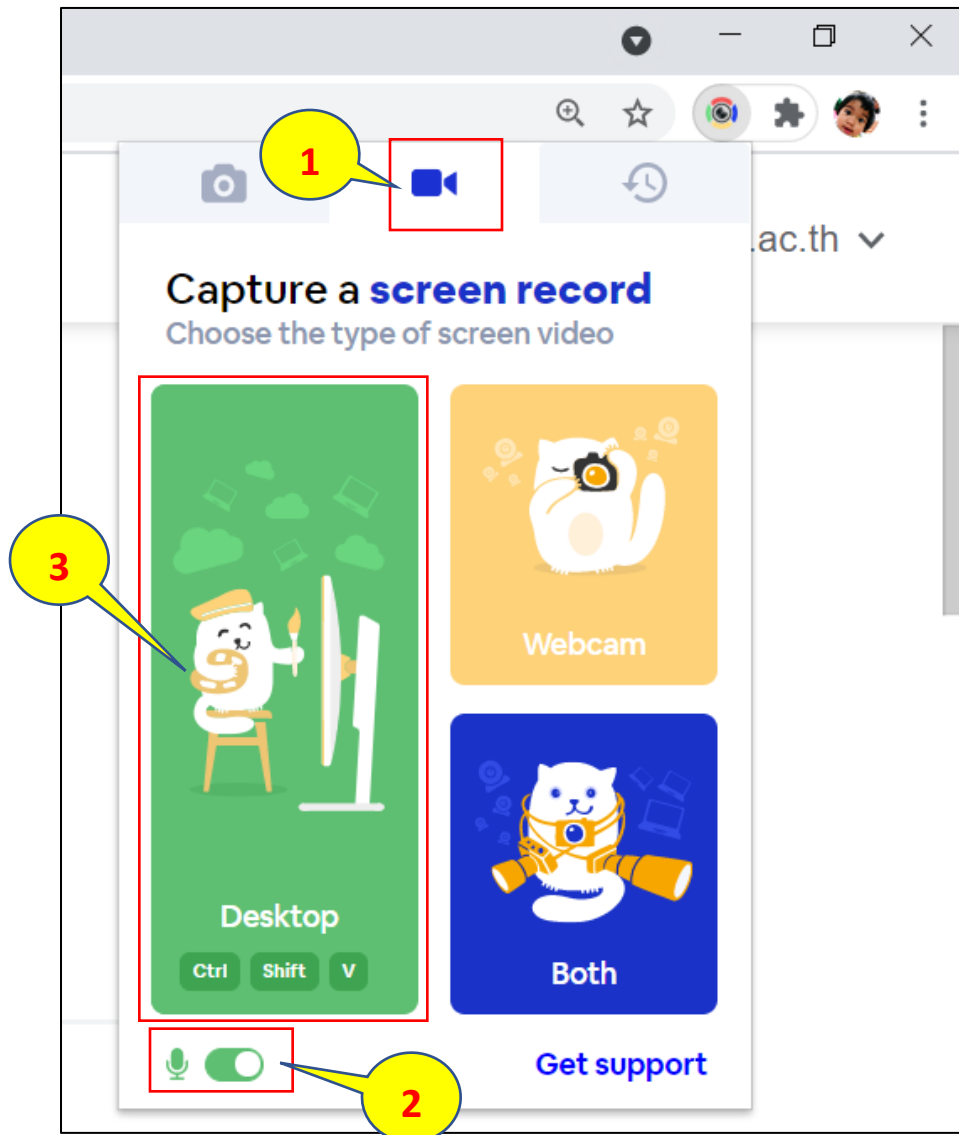 1
.ac.th
Capture a screen record
Choose the type of screen video
3
Webcam
Desktop
Ctrl Shift V
Both
Get support
2